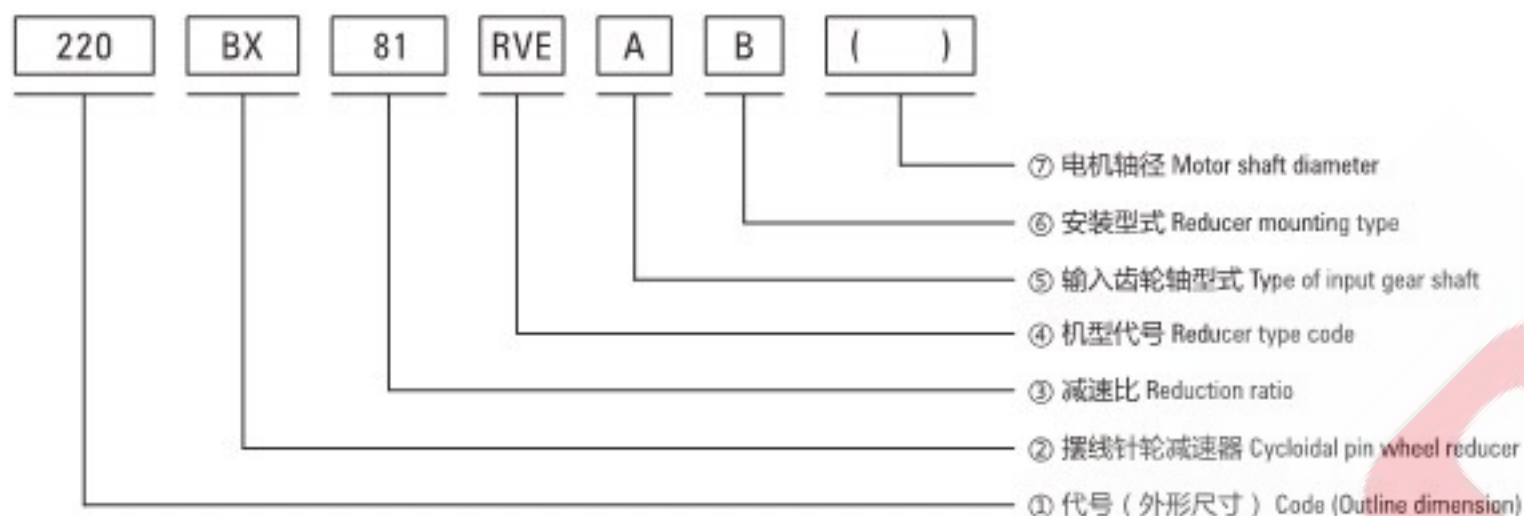 220 BX 81 RVE A B ( )
⑦ 电机轴径 Motor shaft diameter
⑥ 安装型式 Reducer mounting type
⑤ 输入齿轮轴型式 Type of input gear shaft
④ 机型代号 Reducer type code
③ 减速比 Reduction ratio
② 摆线针轮减速器 Cycloidal pin wheel reducer
① 代号（外形尺寸） Code (Outline dimension)